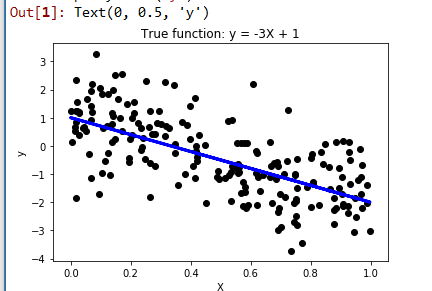 Out[1]: Text(0, 0.5, 'y')
True function: y = -3X + 1
3
2
1
0
−1
−2
−3
−4
y
0.0 0.2 0.4 0.6 0.8 1.0
X